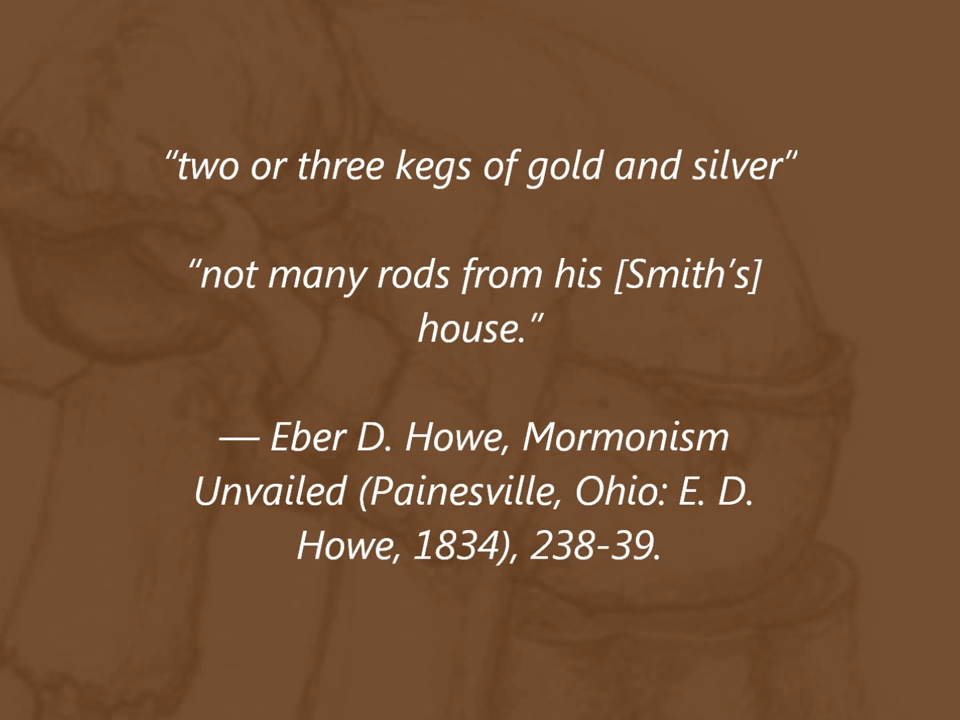 “two or three kegs of gold and silver”
“not many rods from his [Smith’s]
house.”
— Eber D. Howe, Mormonism
Unvailed (Painesville, Ohio: E. D.
Howe, 1834), 238-39.